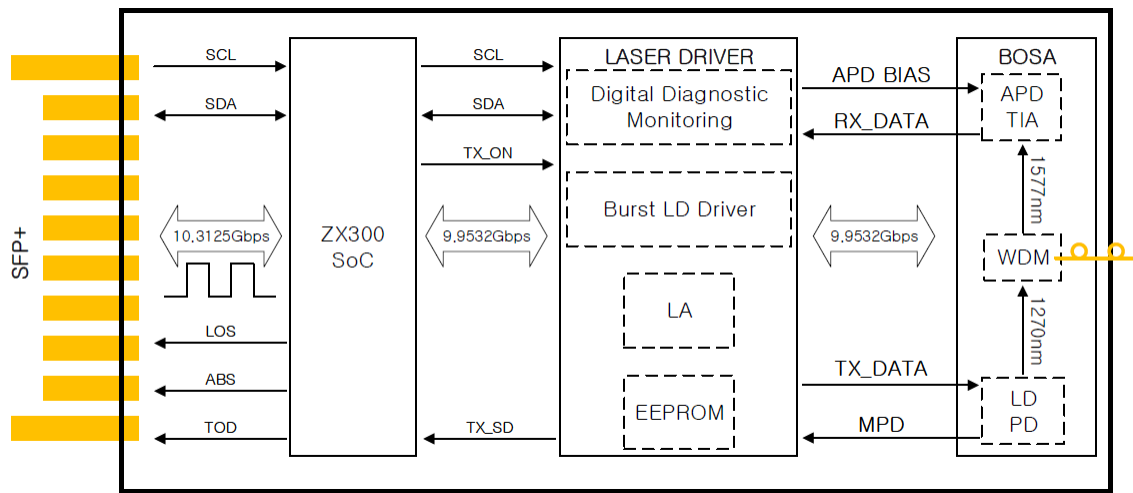 SFP+
SCL
SDA
10.3125Gbps
LOS
ABS
TOD
ZX300
SoC
SCL
SDA
TX_ON
9.9532Gbps
TX_SD
LASER DRIVER
Digital Diagnostic
Monitoring
Burst LD Driver
LA
EEPROM
APD BIAS
RX_DATA
9.9532Gbps
TX_DATA
MPD
BOSA
APD
TIA
1577nm
WDM
1270nm
LD
PD